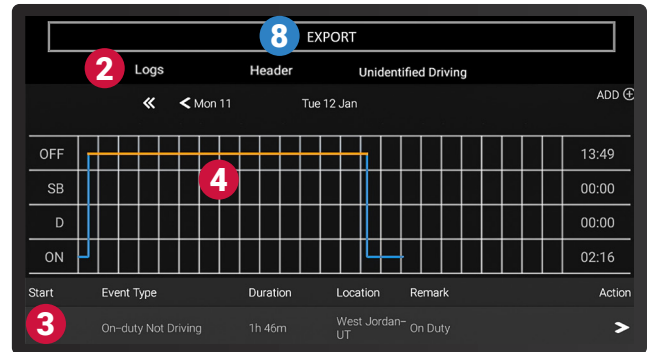 8 EXPORT
2 Logs Header Unidentified Driving
« < Mon 11 Tue 12 Jan ADD ⊕
OFF 13:49
4
SB 00:00
D 00:00
ON 02:16
Start Event Type Duration Location Remark Action
3 On-duty Not Driving 1h 46m West Jordan- On Duty >
UT